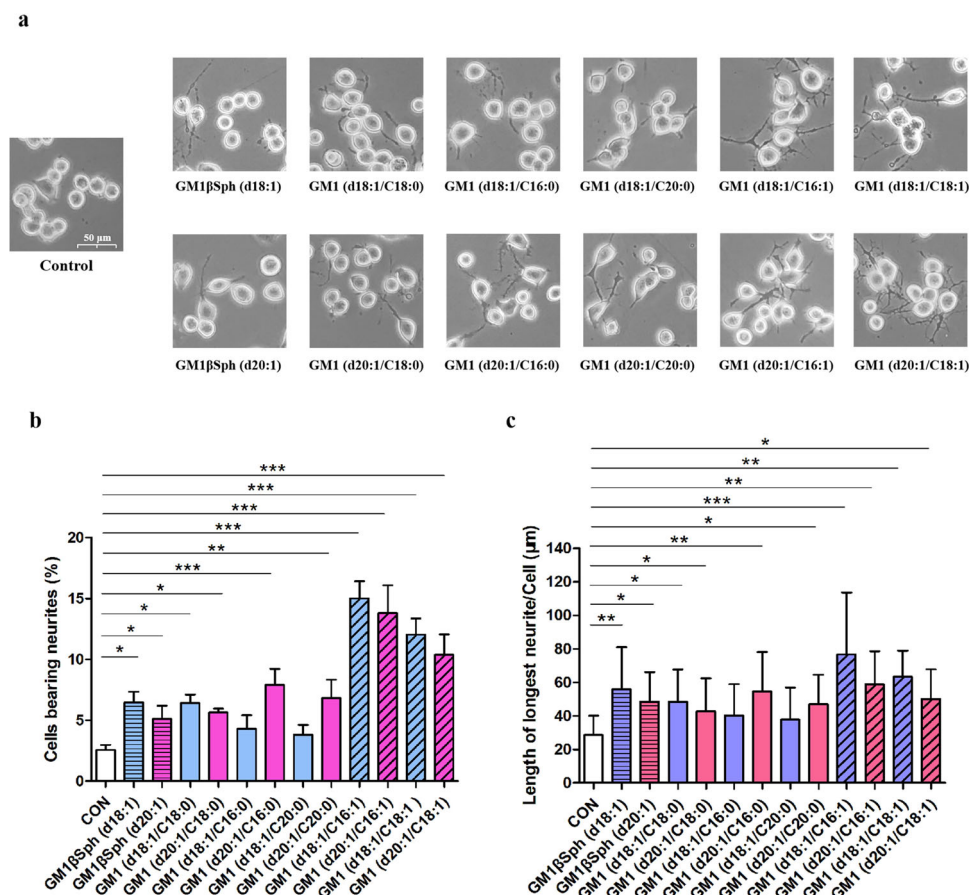 a
GM1βSph (d18:1)
GM1 (d18:1/C18:0)
GM1 (d18:1/C16:0)
GM1 (d18:1/C20:0)
GM1 (d18:1/C16:1)
GM1 (d18:1/C18:1)
50 µm
Control
GM1βSph (d20:1)
GM1 (d20:1/C18:0)
GM1 (d20:1/C16:0)
GM1 (d20:1/C20:0)
GM1 (d20:1/C16:1)
GM1 (d20:1/C18:1)
b
***
***
***
***
**
***
*
*
*
*
Cells bearing neurites (%)
20
15
10
5
0
CON
GM1βSph (d18:1)
GM1βSph (d20:1)
GM1 (d18:1/C18:0)
GM1 (d20:1/C18:0)
GM1 (d18:1/C16:0)
GM1 (d20:1/C16:0)
GM1 (d18:1/C20:0)
GM1 (d20:1/C20:0)
GM1 (d18:1/C16:1)
GM1 (d20:1/C16:1)
GM1 (d18:1/C18:1 )
GM1 (d20:1/C18:1)
c
*
**
**
***
*
**
*
*
*
**
Length of longest neurite/Cell (µm)
140
120
100
80
60
40
20
0
CON
GM1βSph (d18:1)
GM1βSph (d20:1)
GM1 (d18:1/C18:0)
GM1 (d20:1/C18:0)
GM1 (d18:1/C16:0)
GM1 (d20:1/C16:0)
GM1 (d18:1/C20:0)
GM1 (d20:1/C20:0)
GM1 (d18:1/C16:1)
GM1 (d20:1/C16:1)
GM1 (d18:1/C18:1)
GM1 (d20:1/C18:1)